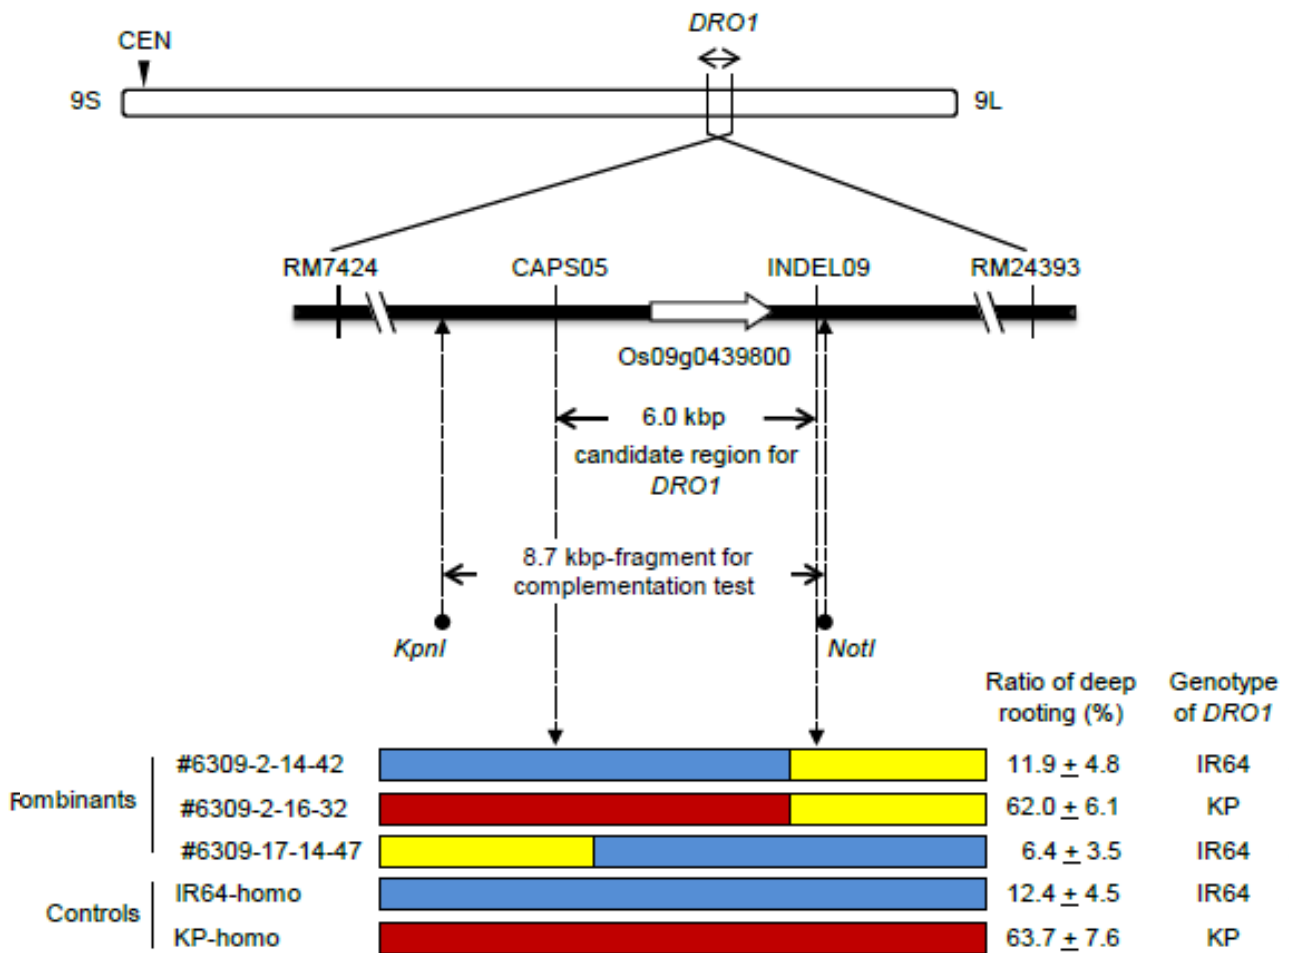 DRO1
CEN
9S
9L
RM7424
CAPS05
INDEL09
RM24393
Os09g0439800
6.0 kbp
candidate region for
DRO1
8.7 kbp-fragment for
complementation test
KpnI
NotI
Ratio of deep
rooting (%)
Genotype
of DRO1
#6309-2-14-42
11.9 ± 4.8
IR64
Fombinants
#6309-2-16-32
62.0 ± 6.1
KP
#6309-17-14-47
6.4 ± 3.5
IR64
Controls
IR64-homo
12.4 ± 4.5
IR64
KP-homo
63.7 ± 7.6
KP